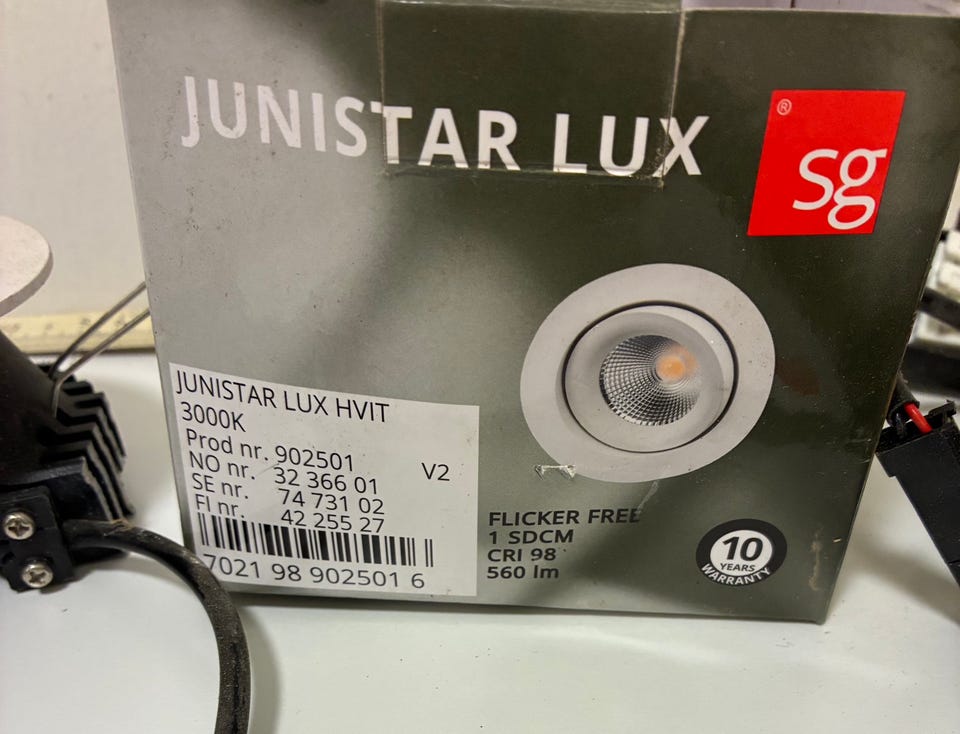 JUNISTAR LUX
®
sg
JUNISTAR LUX HVIT
3000K
Prod nr. 902501 V2
NO nr. 32 366 01
SE nr. 74 731 02
FI nr. 42 255 27
7021 98 902501 6
FLICKER FREE
1 SDCM
CRI 98
560 lm
10
YEARS
WARRANTY